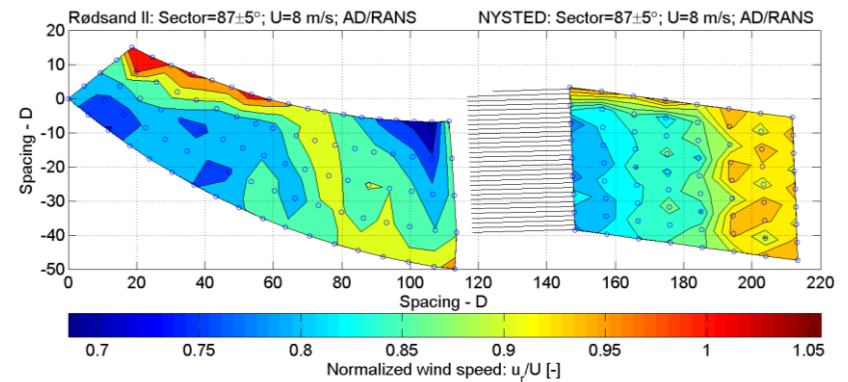 Rødsand II: Sector=87±5°; U=8 m/s; AD/RANS NYSTED: Sector=87±5°; U=8 m/s; AD/RANS
20
10
0
-10
-20
-30
-40
-50
Spacing - D
0 20 40 60 80 100 120 140 160 180 200 220
Spacing - D
0.7 0.75 0.8 0.85 0.9 0.95 1 1.05
Normalized wind speed: u_r/U [-]